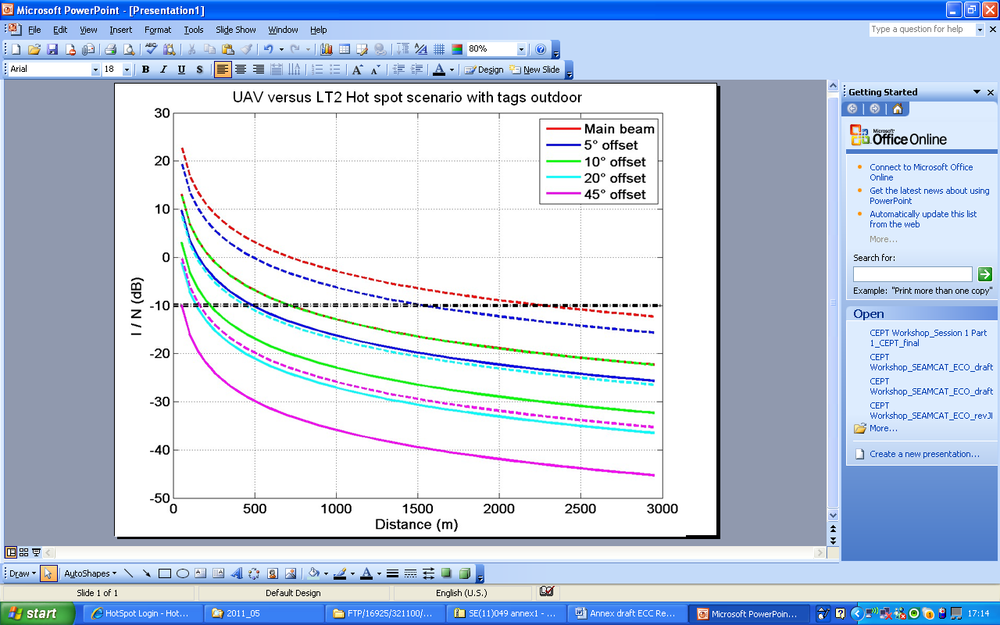 Microsoft PowerPoint - [Presentation1]
File Edit View Insert Format Tools Slide Show Window Help
Type a question for help
80%
Arial 18 B I U S A A A Design New Slide
UAV versus LT2 Hot spot scenario with tags outdoor
Main beam
5° offset
10° offset
20° offset
45° offset
30
20
10
0
-10
-20
-30
-40
-50
I / N (dB)
0 500 1000 1500 2000 2500 3000
Distance (m)
Getting Started
Microsoft
Office Online
Connect to Microsoft Office
Online
Get the latest news about using
PowerPoint
Automatically update this list
from the web
More...
Search for:
Example: "Print more than one copy"
Open
CEPT Workshop_Session 1 Part
1_CEPT_final
CEPT
Workshop_SEAMCAT_ECO_draft
CEPT
Workshop_SEAMCAT_ECO_draft
CEPT
Workshop_SEAMCAT_ECO_revJI
More...
Create a new presentation...
Draw AutoShapes
Slide 1 of 1 Default Design English (U.S.)
start HotSpot Login - Hot... 2011_05 FTP/16925/321100/... SE(11)049 annex1 - ... Annex draft ECC Re... Microsoft PowerPoin... 17:14